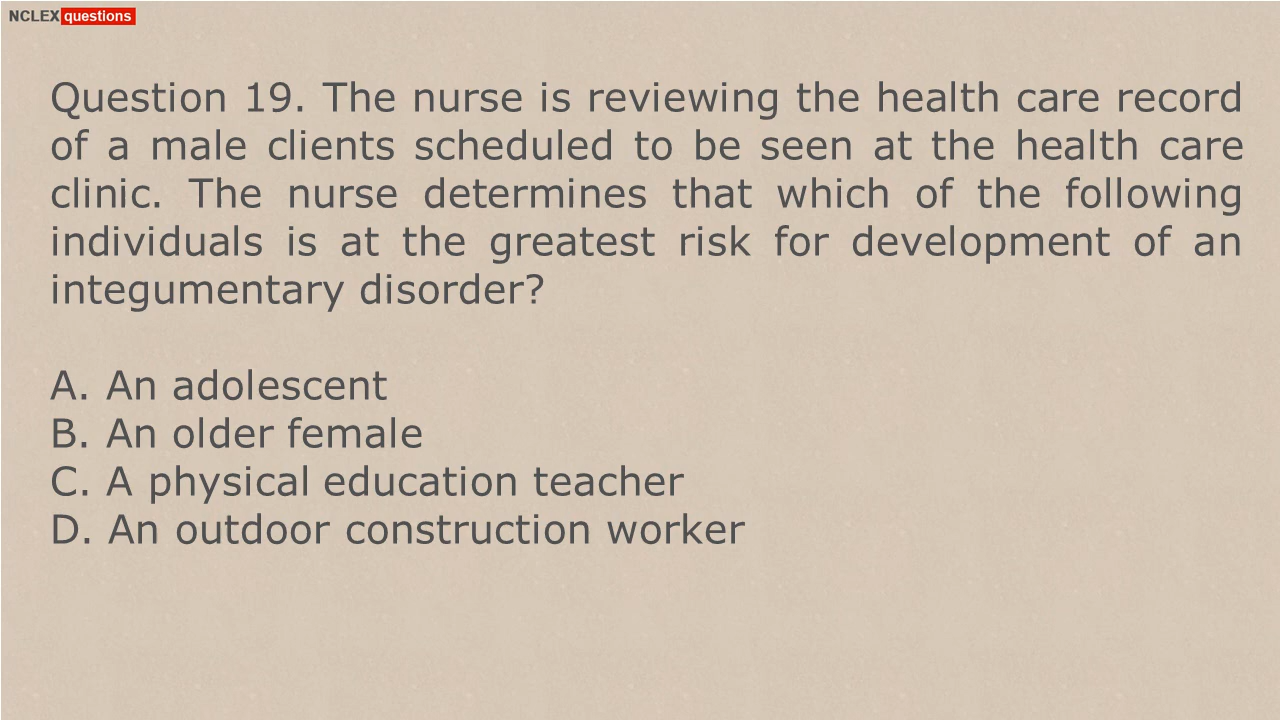 NCLEX questions
Question 19. The nurse is reviewing the health care record
of a male clients scheduled to be seen at the health care
clinic. The nurse determines that which of the following
individuals is at the greatest risk for development of an
integumentary disorder?
A. An adolescent
B. An older female
C. A physical education teacher
D. An outdoor construction worker